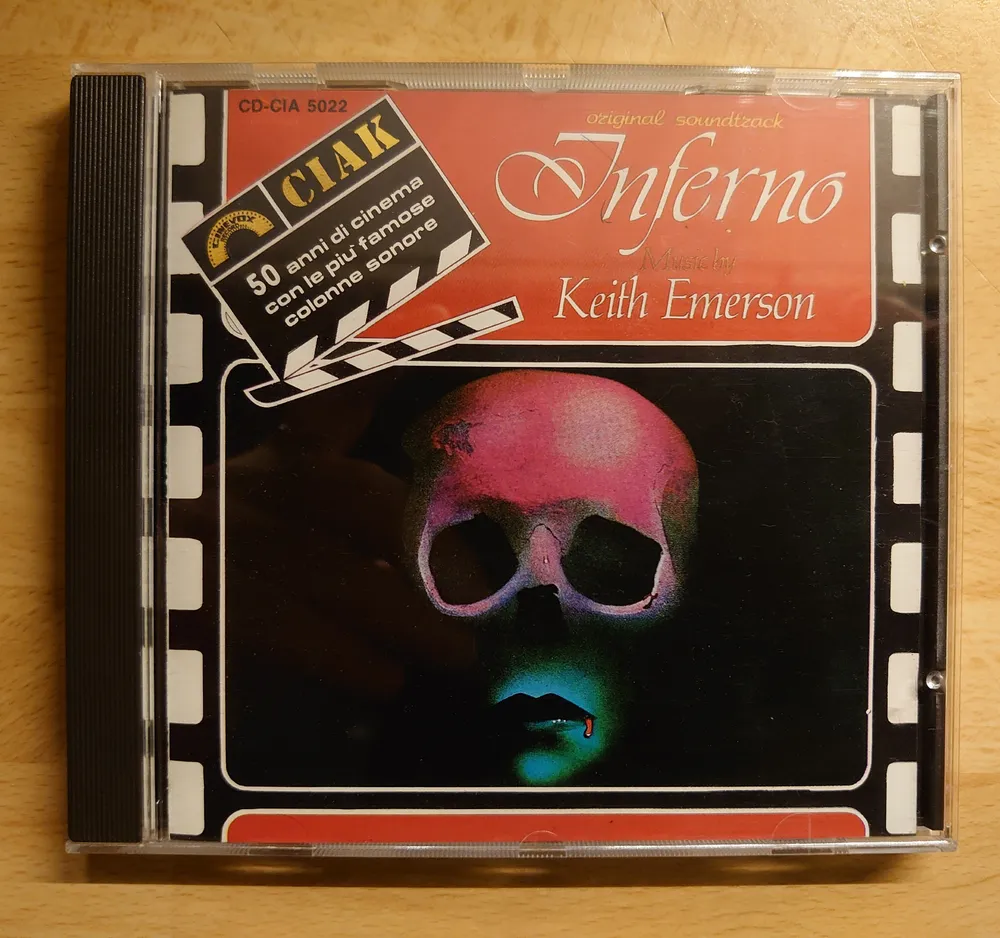 CD-CIA 5022
CIAK
CINEVOX
50 anni di cinema
con le piu' famose
colonne sonore
original soundtrack
Inferno
Music by
Keith Emerson